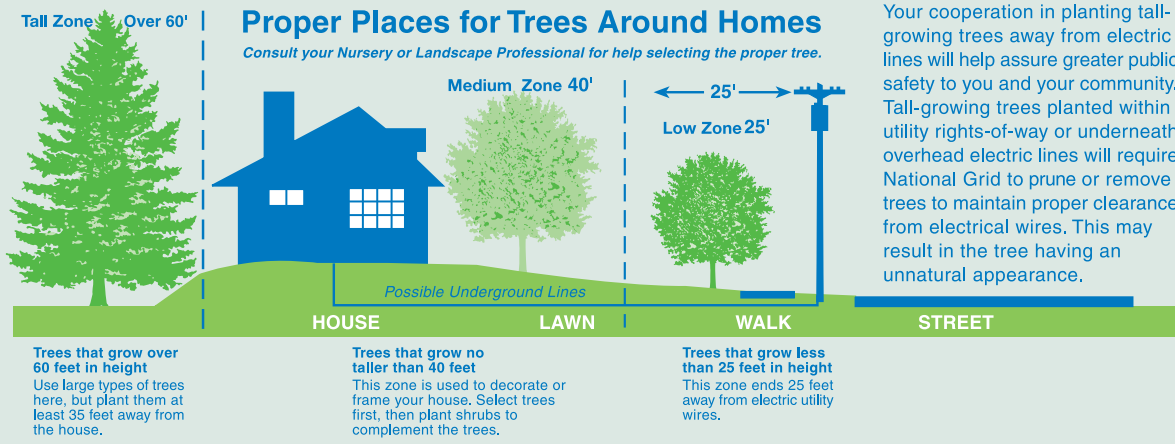 Tall Zone Over 60'
Proper Places for Trees Around Homes
Consult your Nursery or Landscape Professional for help selecting the proper tree.
Medium Zone 40'
25'
Low Zone 25'
Your cooperation in planting tall-
growing trees away from electric
lines will help assure greater public
safety to you and your community.
Tall-growing trees planted within
utility rights-of-way or underneath
overhead electric lines will require
National Grid to prune or remove
trees to maintain proper clearance
from electrical wires. This may
result in the tree having an
unnatural appearance.
Possible Underground Lines
HOUSE
LAWN
WALK
STREET
Trees that grow over
60 feet in height
Use large types of trees
here, but plant them at
least 35 feet away from
the house.
Trees that grow no
taller than 40 feet
This zone is used to decorate or
frame your house. Select trees
first, then plant shrubs to
complement the trees.
Trees that grow less
than 25 feet in height
This zone ends 25 feet
away from electric utility
wires.